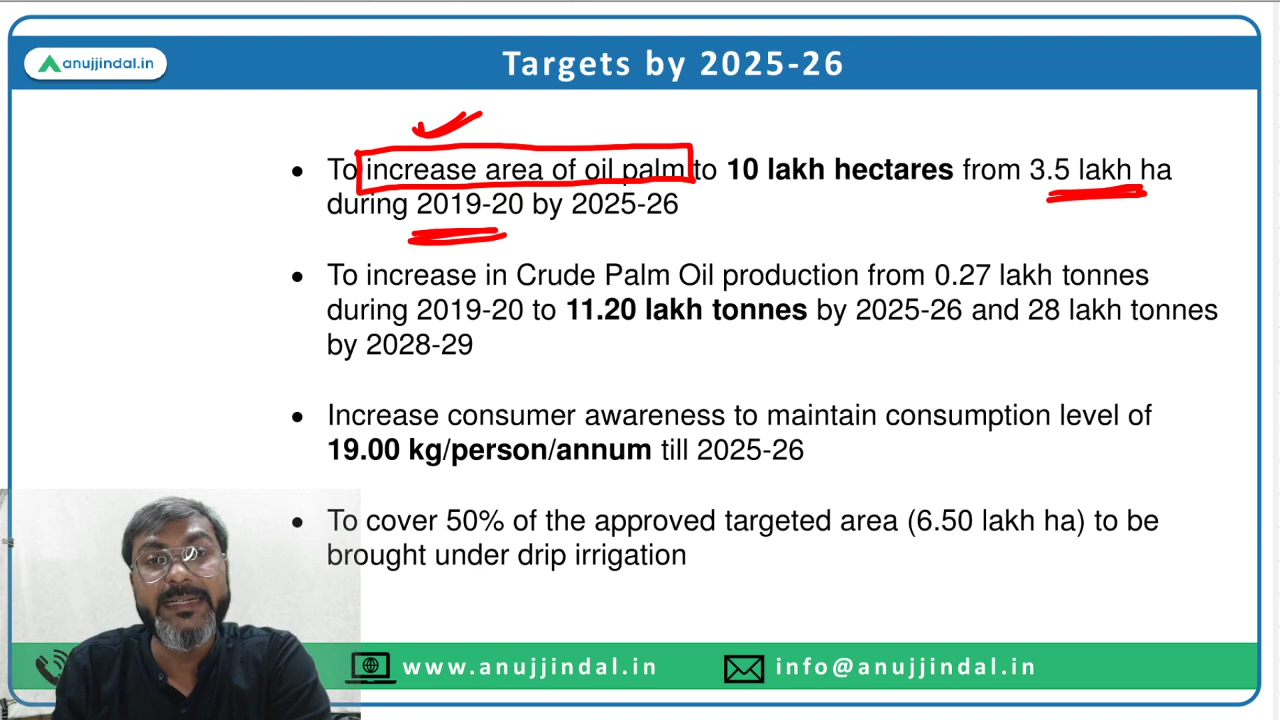 anujjindal.in
Targets by 2025-26
• To increase area of oil palm to 10 lakh hectares from 3.5 lakh ha
during 2019-20 by 2025-26
• To increase in Crude Palm Oil production from 0.27 lakh tonnes
during 2019-20 to 11.20 lakh tonnes by 2025-26 and 28 lakh tonnes
by 2028-29
• Increase consumer awareness to maintain consumption level of
19.00 kg/person/annum till 2025-26
• To cover 50% of the approved targeted area (6.50 lakh ha) to be
brought under drip irrigation
www.anujjindal.in
info@anujjindal.in